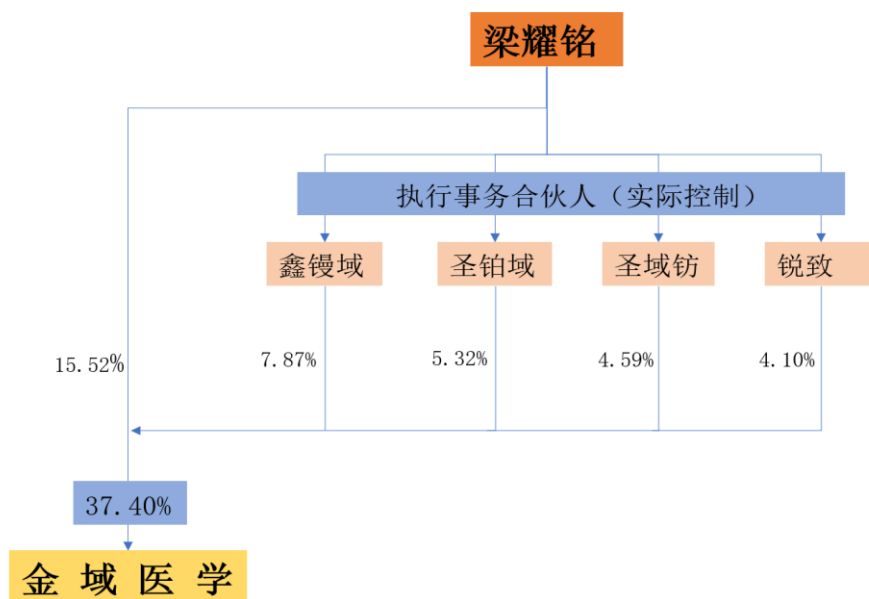 梁耀铭
执行事务合伙人（实际控制）
鑫镘域
圣铂域
圣域钫
锐致
15.52%
7.87%
5.32%
4.59%
4.10%
37.40%
金域医学